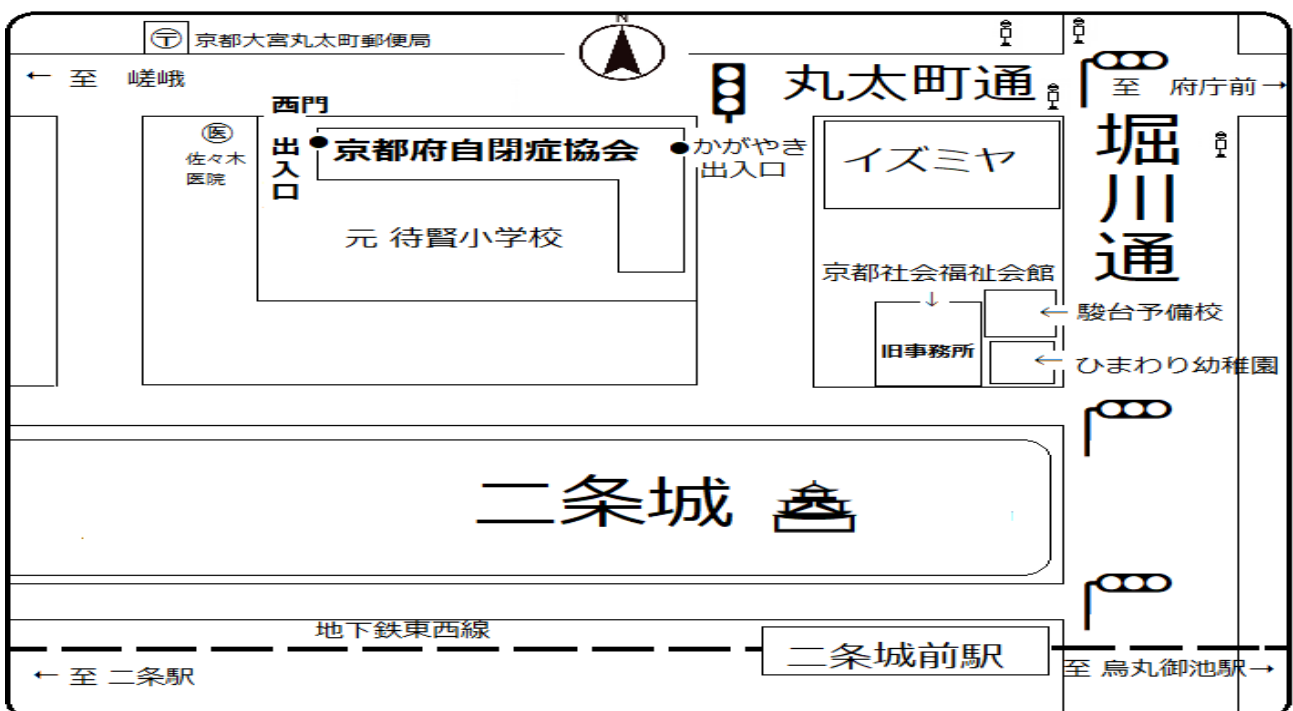 N
〒 京都大宮丸太町郵便局
← 至 嵯峨
丸太町通
至 府庁前→
西門
出入口
医
佐々木
医院
京都府自閉症協会
かがやき
出入口
イズミヤ
堀川通
元 待賢小学校
京都社会福祉会館
↓
旧事務所
← 駿台予備校
← ひまわり幼稚園
二条城
地下鉄東西線
二条城前駅
← 至 二条駅
至 烏丸御池駅→